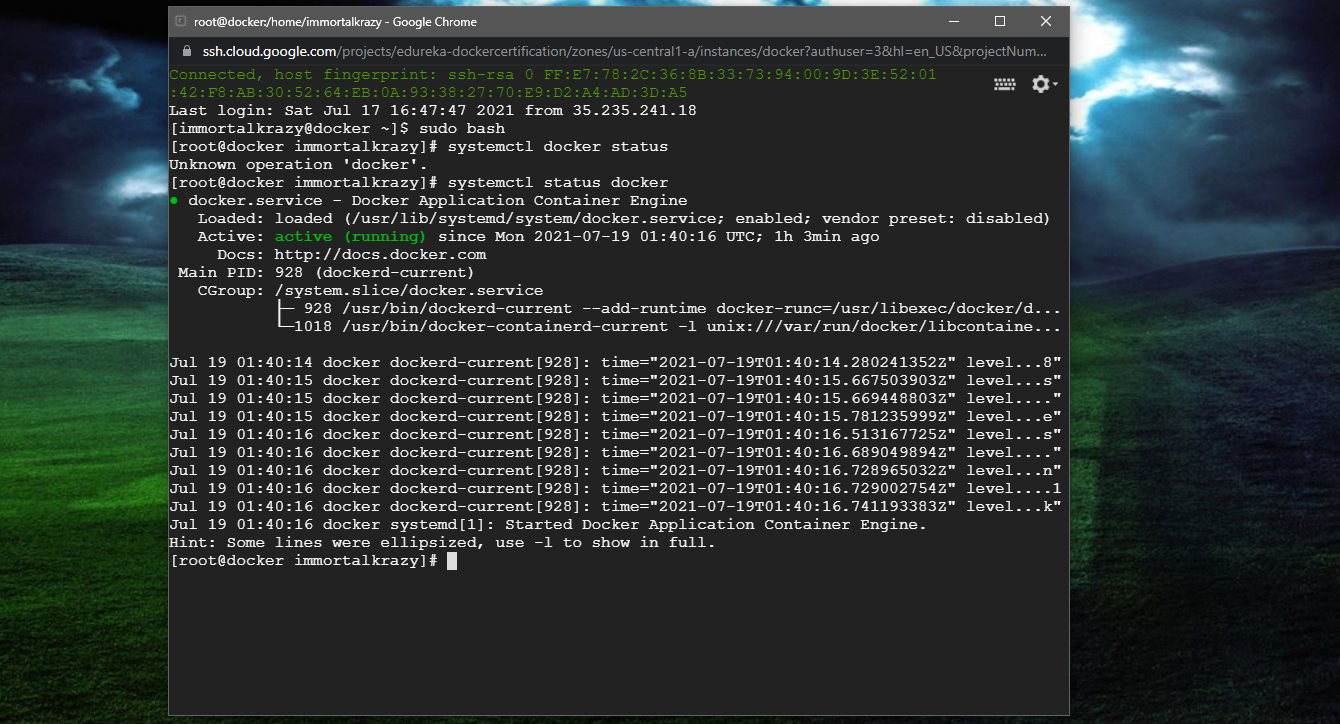 root@docker:/home/immortalkrazy - Google Chrome
ssh.cloud.google.com/projects/edureka-dockercertification/zones/us-central1-a/instances/docker?authuser=3&hl=en_US&projectNum...
Connected, host fingerprint: ssh-rsa 0 FF:E7:78:2C:36:8B:33:73:94:00:9D:3E:52:01
:42:F8:AB:30:52:64:EB:0A:93:38:27:70:E9:D2:A4:AD:3D:A5
Last login: Sat Jul 17 16:47:47 2021 from 35.235.241.18
[immortalkrazy@docker ~]$ sudo bash
[root@docker immortalkrazy]# systemctl docker status
Unknown operation 'docker'.
[root@docker immortalkrazy]# systemctl status docker
● docker.service - Docker Application Container Engine
   Loaded: loaded (/usr/lib/systemd/system/docker.service; enabled; vendor preset: disabled)
   Active: active (running) since Mon 2021-07-19 01:40:16 UTC; 1h 3min ago
     Docs: http://docs.docker.com
 Main PID: 928 (dockerd-current)
   CGroup: /system.slice/docker.service
           ├─ 928 /usr/bin/dockerd-current --add-runtime docker-runc=/usr/libexec/docker/d...
           └─1018 /usr/bin/docker-containerd-current -l unix:///var/run/docker/libcontaine...
Jul 19 01:40:14 docker dockerd-current[928]: time="2021-07-19T01:40:14.280241352Z" level...8"
Jul 19 01:40:15 docker dockerd-current[928]: time="2021-07-19T01:40:15.667503903Z" level...s"
Jul 19 01:40:15 docker dockerd-current[928]: time="2021-07-19T01:40:15.669448803Z" level...."
Jul 19 01:40:15 docker dockerd-current[928]: time="2021-07-19T01:40:15.781235999Z" level...e"
Jul 19 01:40:16 docker dockerd-current[928]: time="2021-07-19T01:40:16.513167725Z" level...s"
Jul 19 01:40:16 docker dockerd-current[928]: time="2021-07-19T01:40:16.689049894Z" level...."
Jul 19 01:40:16 docker dockerd-current[928]: time="2021-07-19T01:40:16.728965032Z" level...n"
Jul 19 01:40:16 docker dockerd-current[928]: time="2021-07-19T01:40:16.729002754Z" level....1
Jul 19 01:40:16 docker dockerd-current[928]: time="2021-07-19T01:40:16.741193383Z" level...k"
Jul 19 01:40:16 docker systemd[1]: Started Docker Application Container Engine.
Hint: Some lines were ellipsized, use -l to show in full.
[root@docker immortalkrazy]#